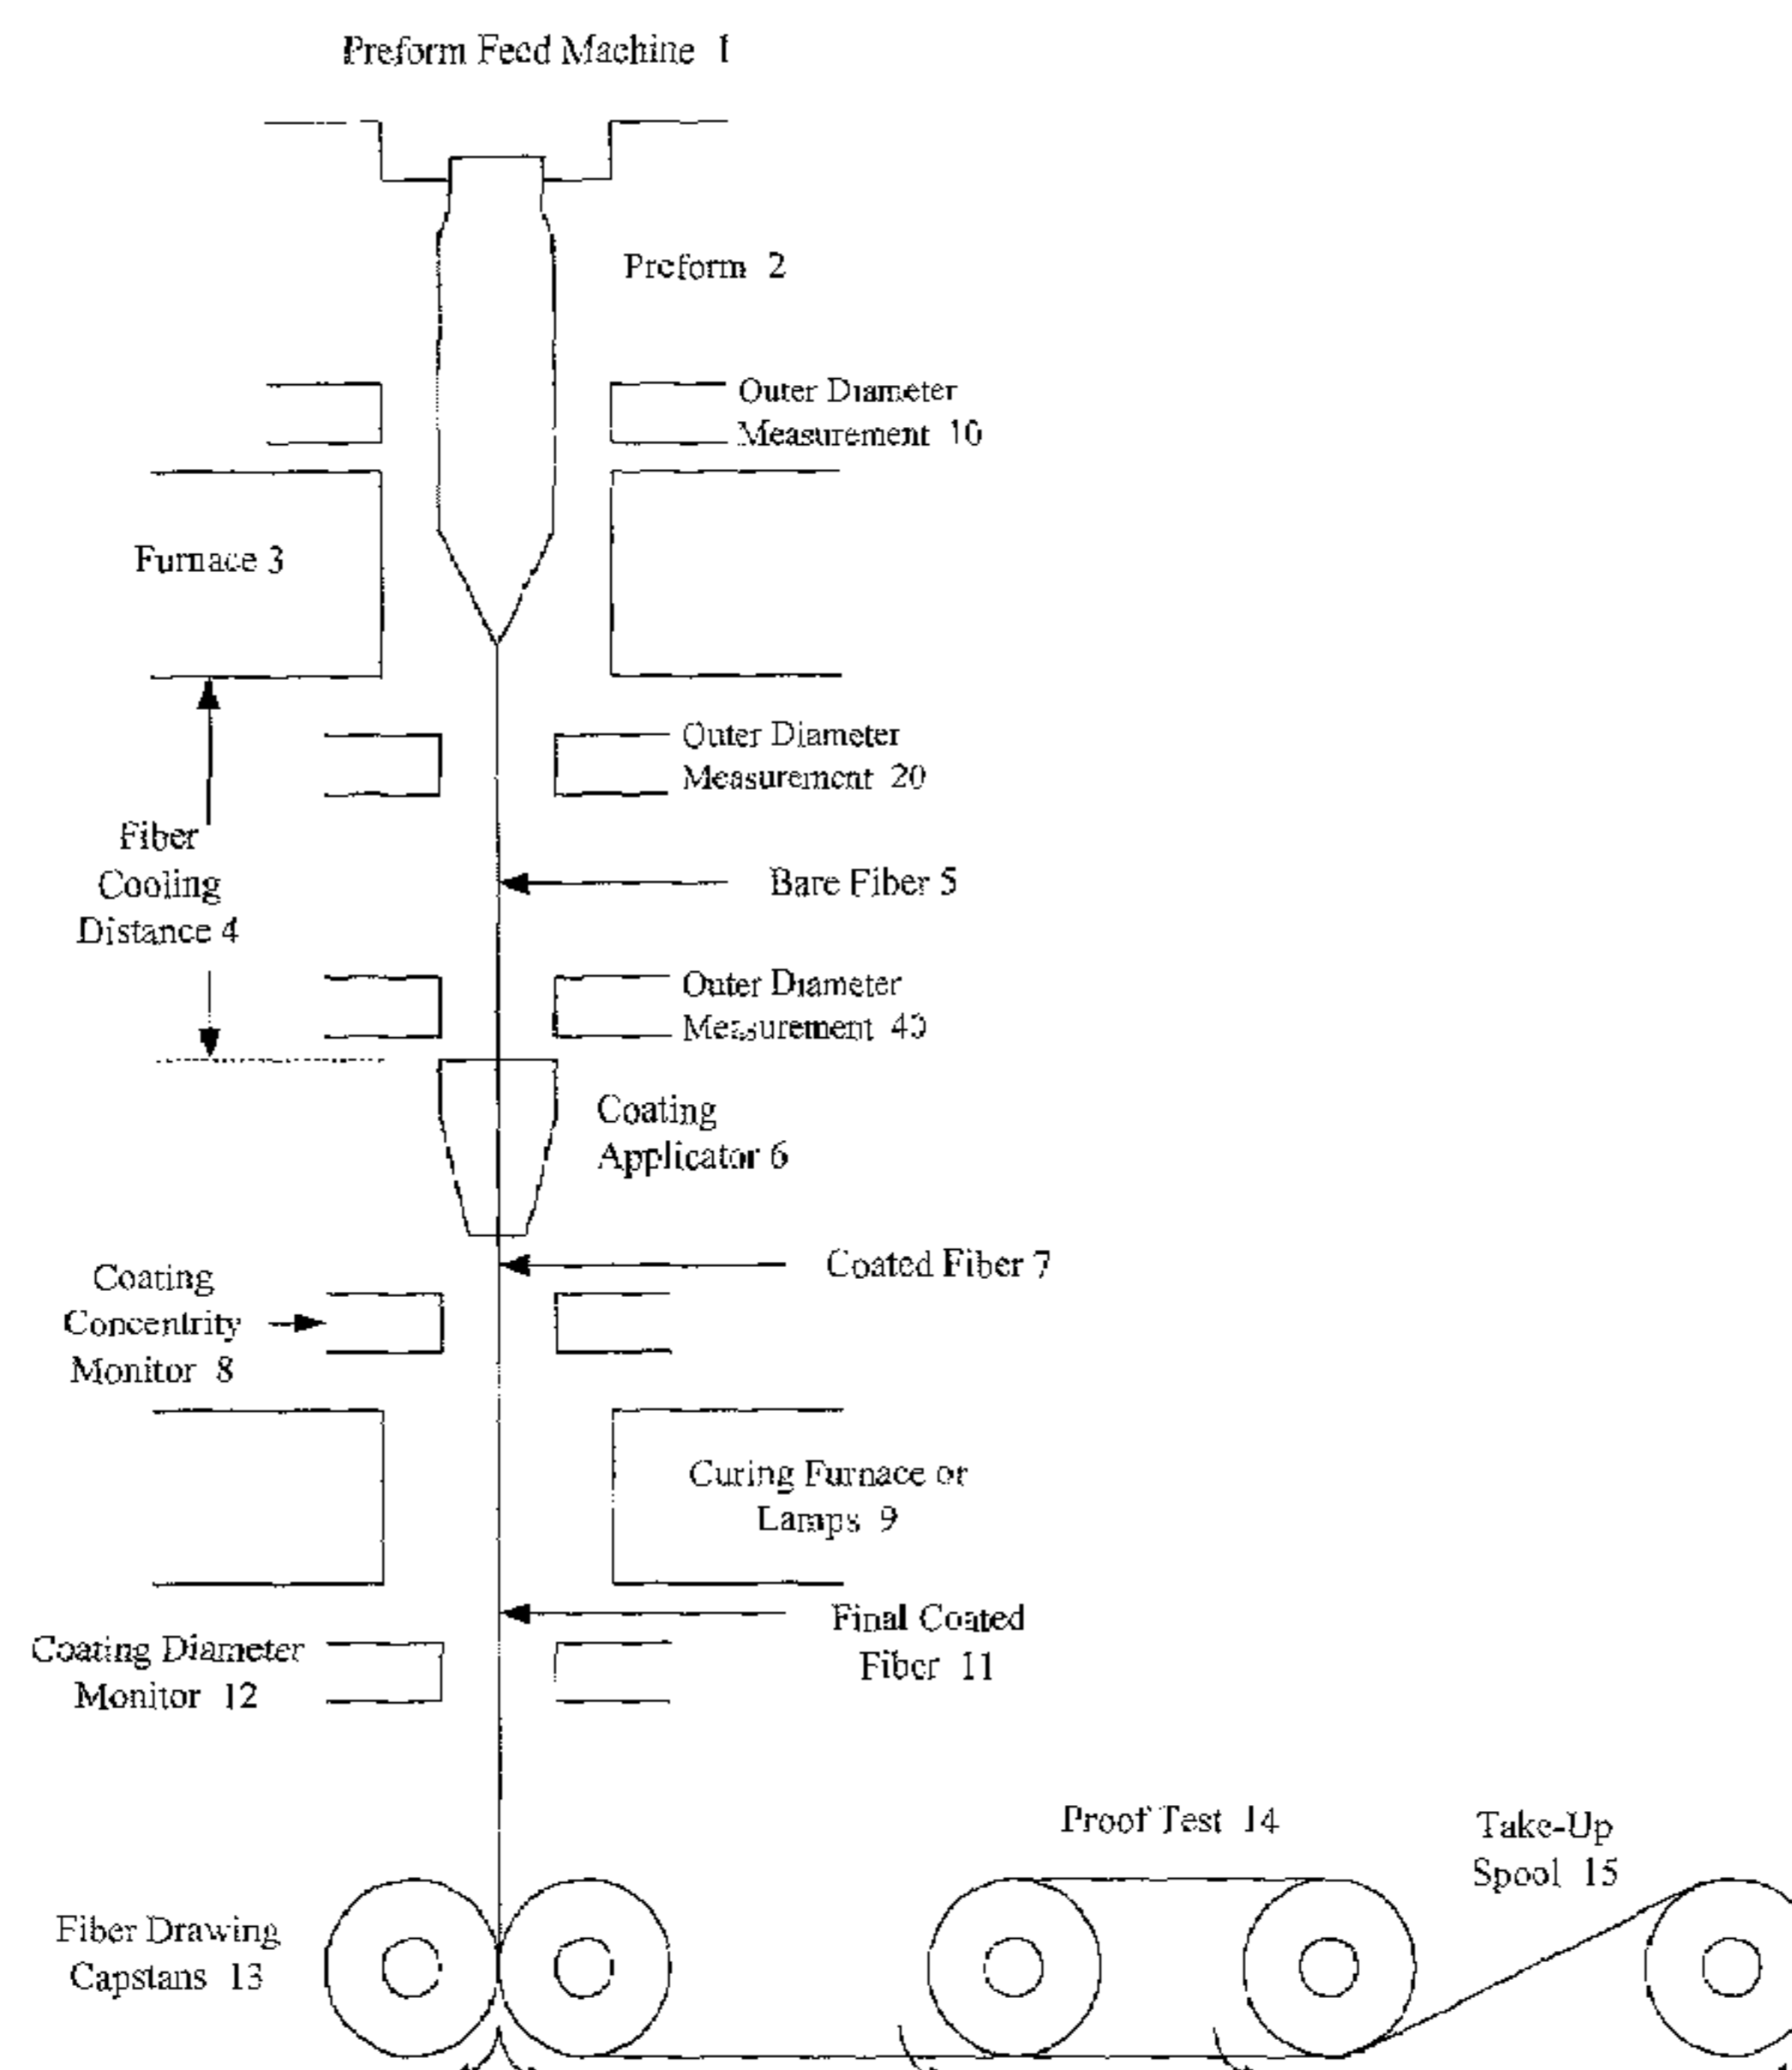 Preform Feed Machine 1
Preform 2
Outer Diameter
Measurement 10
Furnace 3
Outer Diameter
Measurement 20
Fiber
Cooling
Distance 4
Bare Fiber 5
Outer Diameter
Measurement 40
Coating
Applicator 6
Coated Fiber 7
Coating
Concentrity
Monitor 8
Curing Furnace or
Lamps 9
Final Coated
Fiber 11
Coating Diameter
Monitor 12
Proof Test 14
Take-Up
Spool 15
Fiber Drawing
Capstans 13